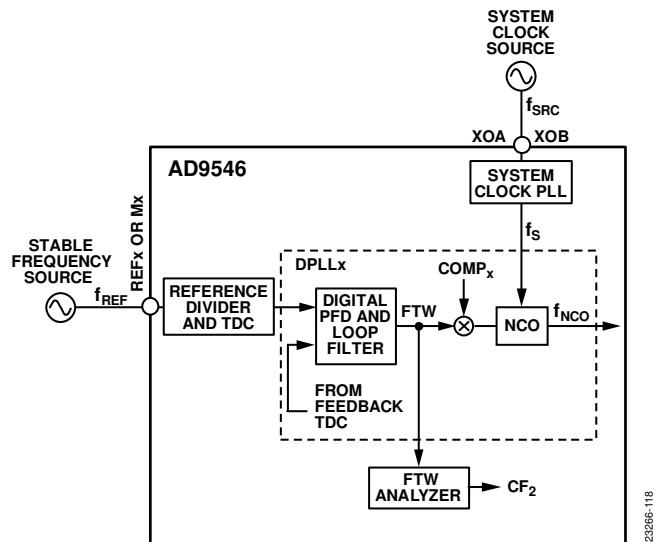 SYSTEM
CLOCK
SOURCE
fSRC
XOA
XOB
AD9546
SYSTEM
CLOCK PLL
fS
REFx OR Mx
STABLE
FREQUENCY
SOURCE
fREF
REFERENCE
DIVIDER
AND TDC
DPLLx
DIGITAL
PFD AND
LOOP
FILTER
FTW
COMPx
NCO
fNCO
FROM
FEEDBACK
TDC
FTW
ANALYZER
CF2
23266-118